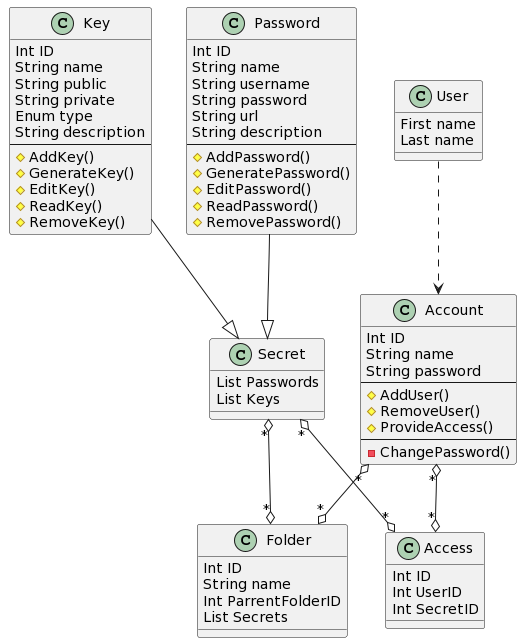 C Key
Int ID
String name
String public
String private
Enum type
String description
AddKey()
GenerateKey()
EditKey()
ReadKey()
RemoveKey()
C Password
Int ID
String name
String username
String password
String url
String description
AddPassword()
GeneratePassword()
EditPassword()
ReadPassword()
RemovePassword()
C User
First name
Last name
C Secret
List Passwords
List Keys
C Account
Int ID
String name
String password
AddUser()
RemoveUser()
ProvideAccess()
ChangePassword()
* * * *
* * * *
C Folder
Int ID
String name
Int ParrentFolderID
List Secrets
C Access
Int ID
Int UserID
Int SecretID